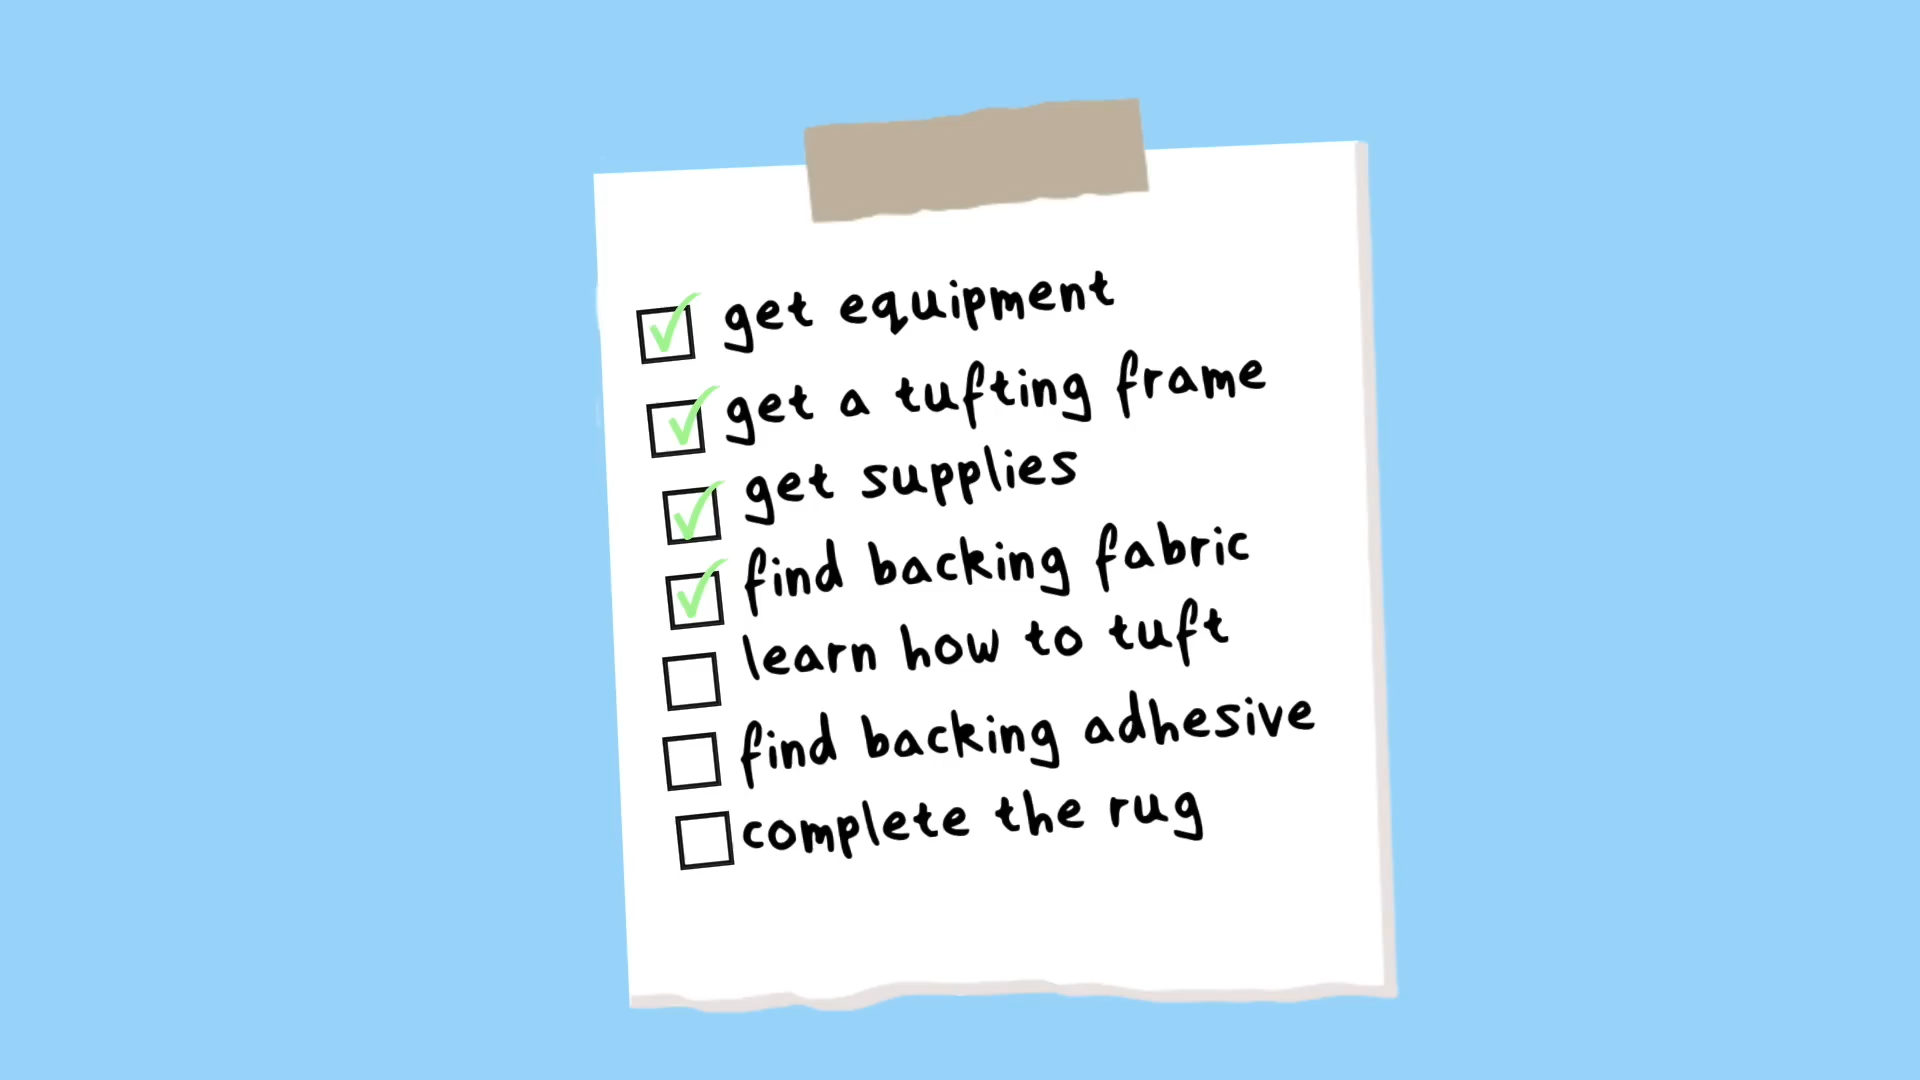 get equipment
get a tufting frame
get supplies
find backing fabric
learn how to tuft
find backing adhesive
complete the rug